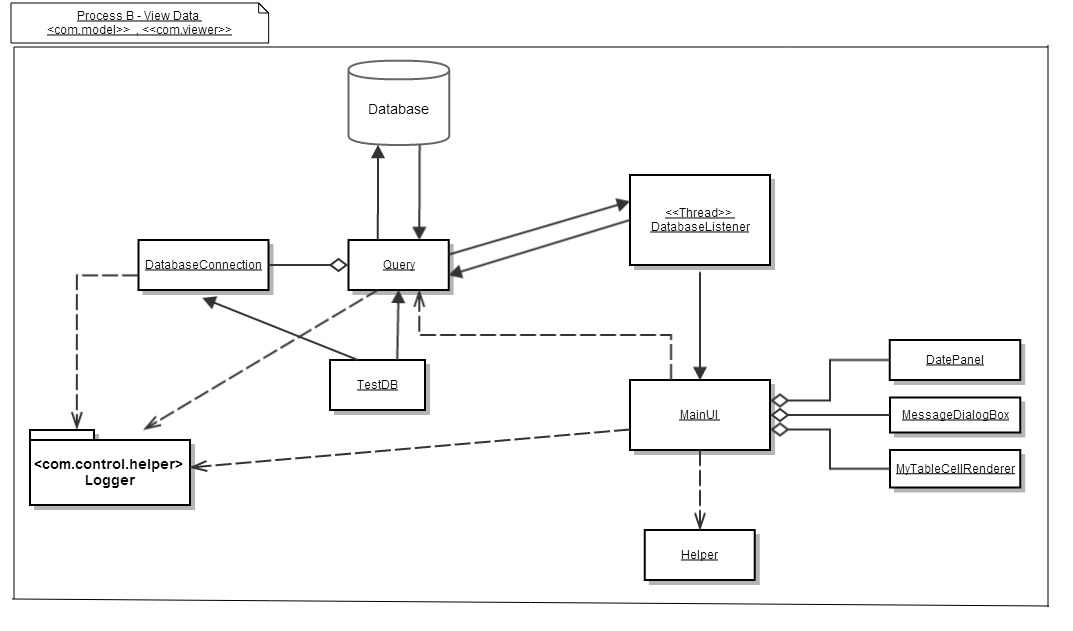 Process B - View Data
<com.model>> , <<com.viewer>>
Database
<<Thread>>
DatabaseListener
DatabaseConnection
Query
TestDB
DatePanel
MainUI
MessageDialogBox
<com.control.helper>
Logger
MyTableCellRenderer
Helper